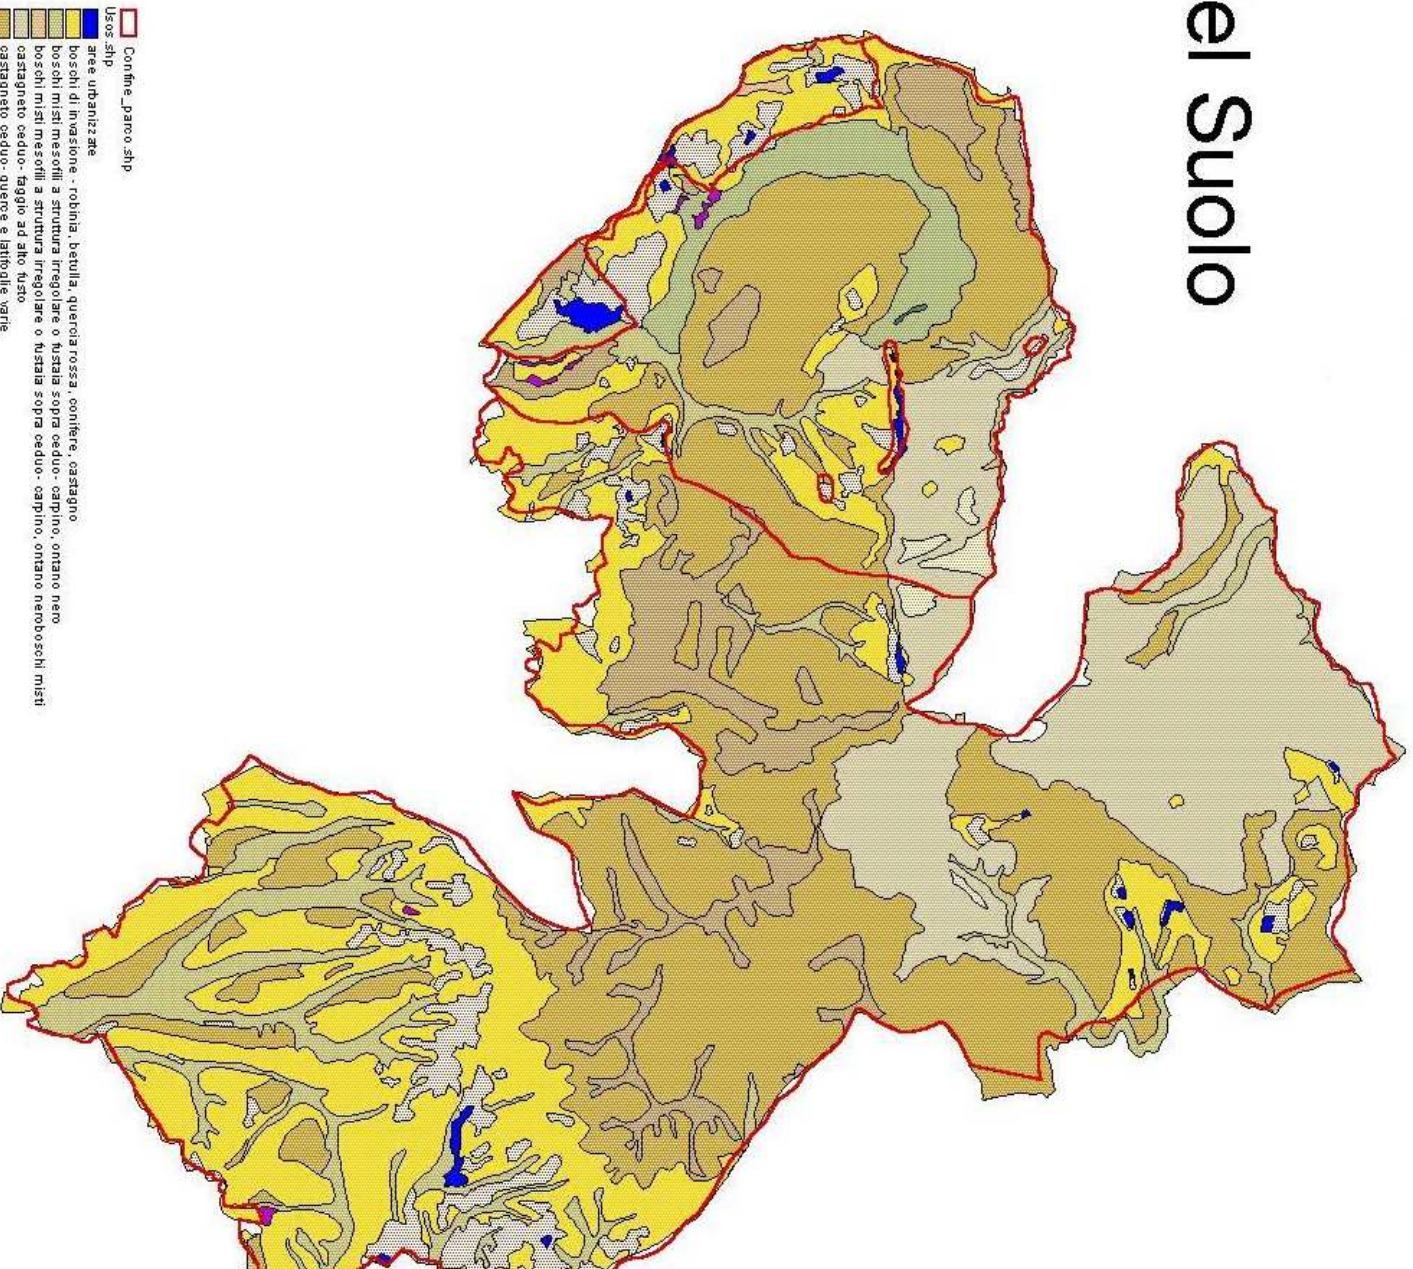 el Suolo
Confine_parco.shp
Usos.shp
aree urbanizzate
boschi di invasione - robinia, betulla, quercia rossa, conifere, castagno
boschi misti mesofili a struttura irregolare o fustaia sopra ceduo- carpino, ontano nero
boschi misti mesofili a struttura irregolare o fustaia sopra ceduo- carpino, ontano neroboschi misti
castagneto ceduo- faggio ad alto fusto
castagneto ceduo- querce e latifoglie varie